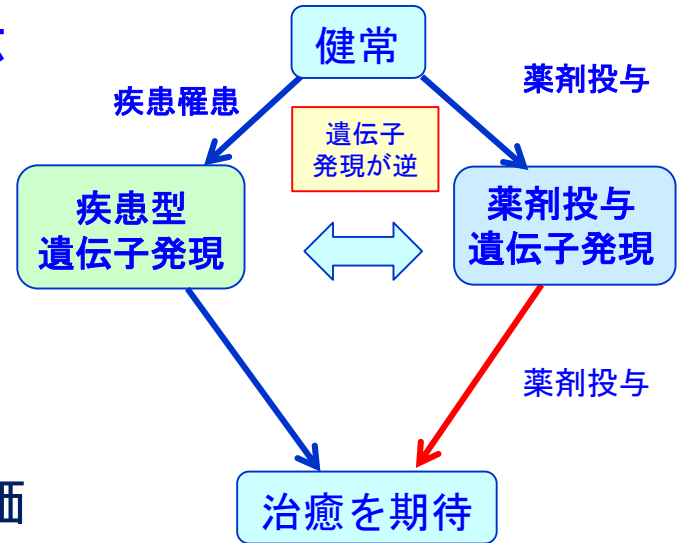 健常
疾患罹患
薬剤投与
遺伝子
発現が逆
疾患型
遺伝子発現
薬剤投与
遺伝子発現
薬剤投与
治癒を期待
価